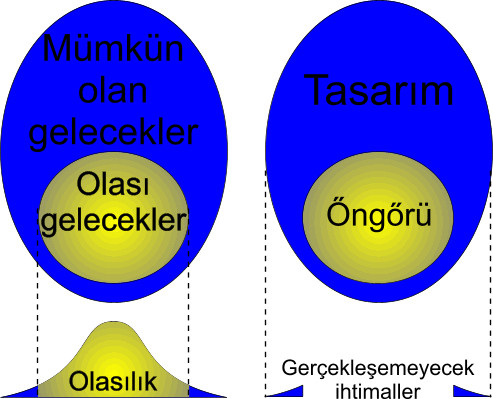 Mümkün
olan
gelecekler
Olası
gelecekler
Olasılık
Tasarım
Őngőrü
Gerçekleşemeyecek
ihtimaller